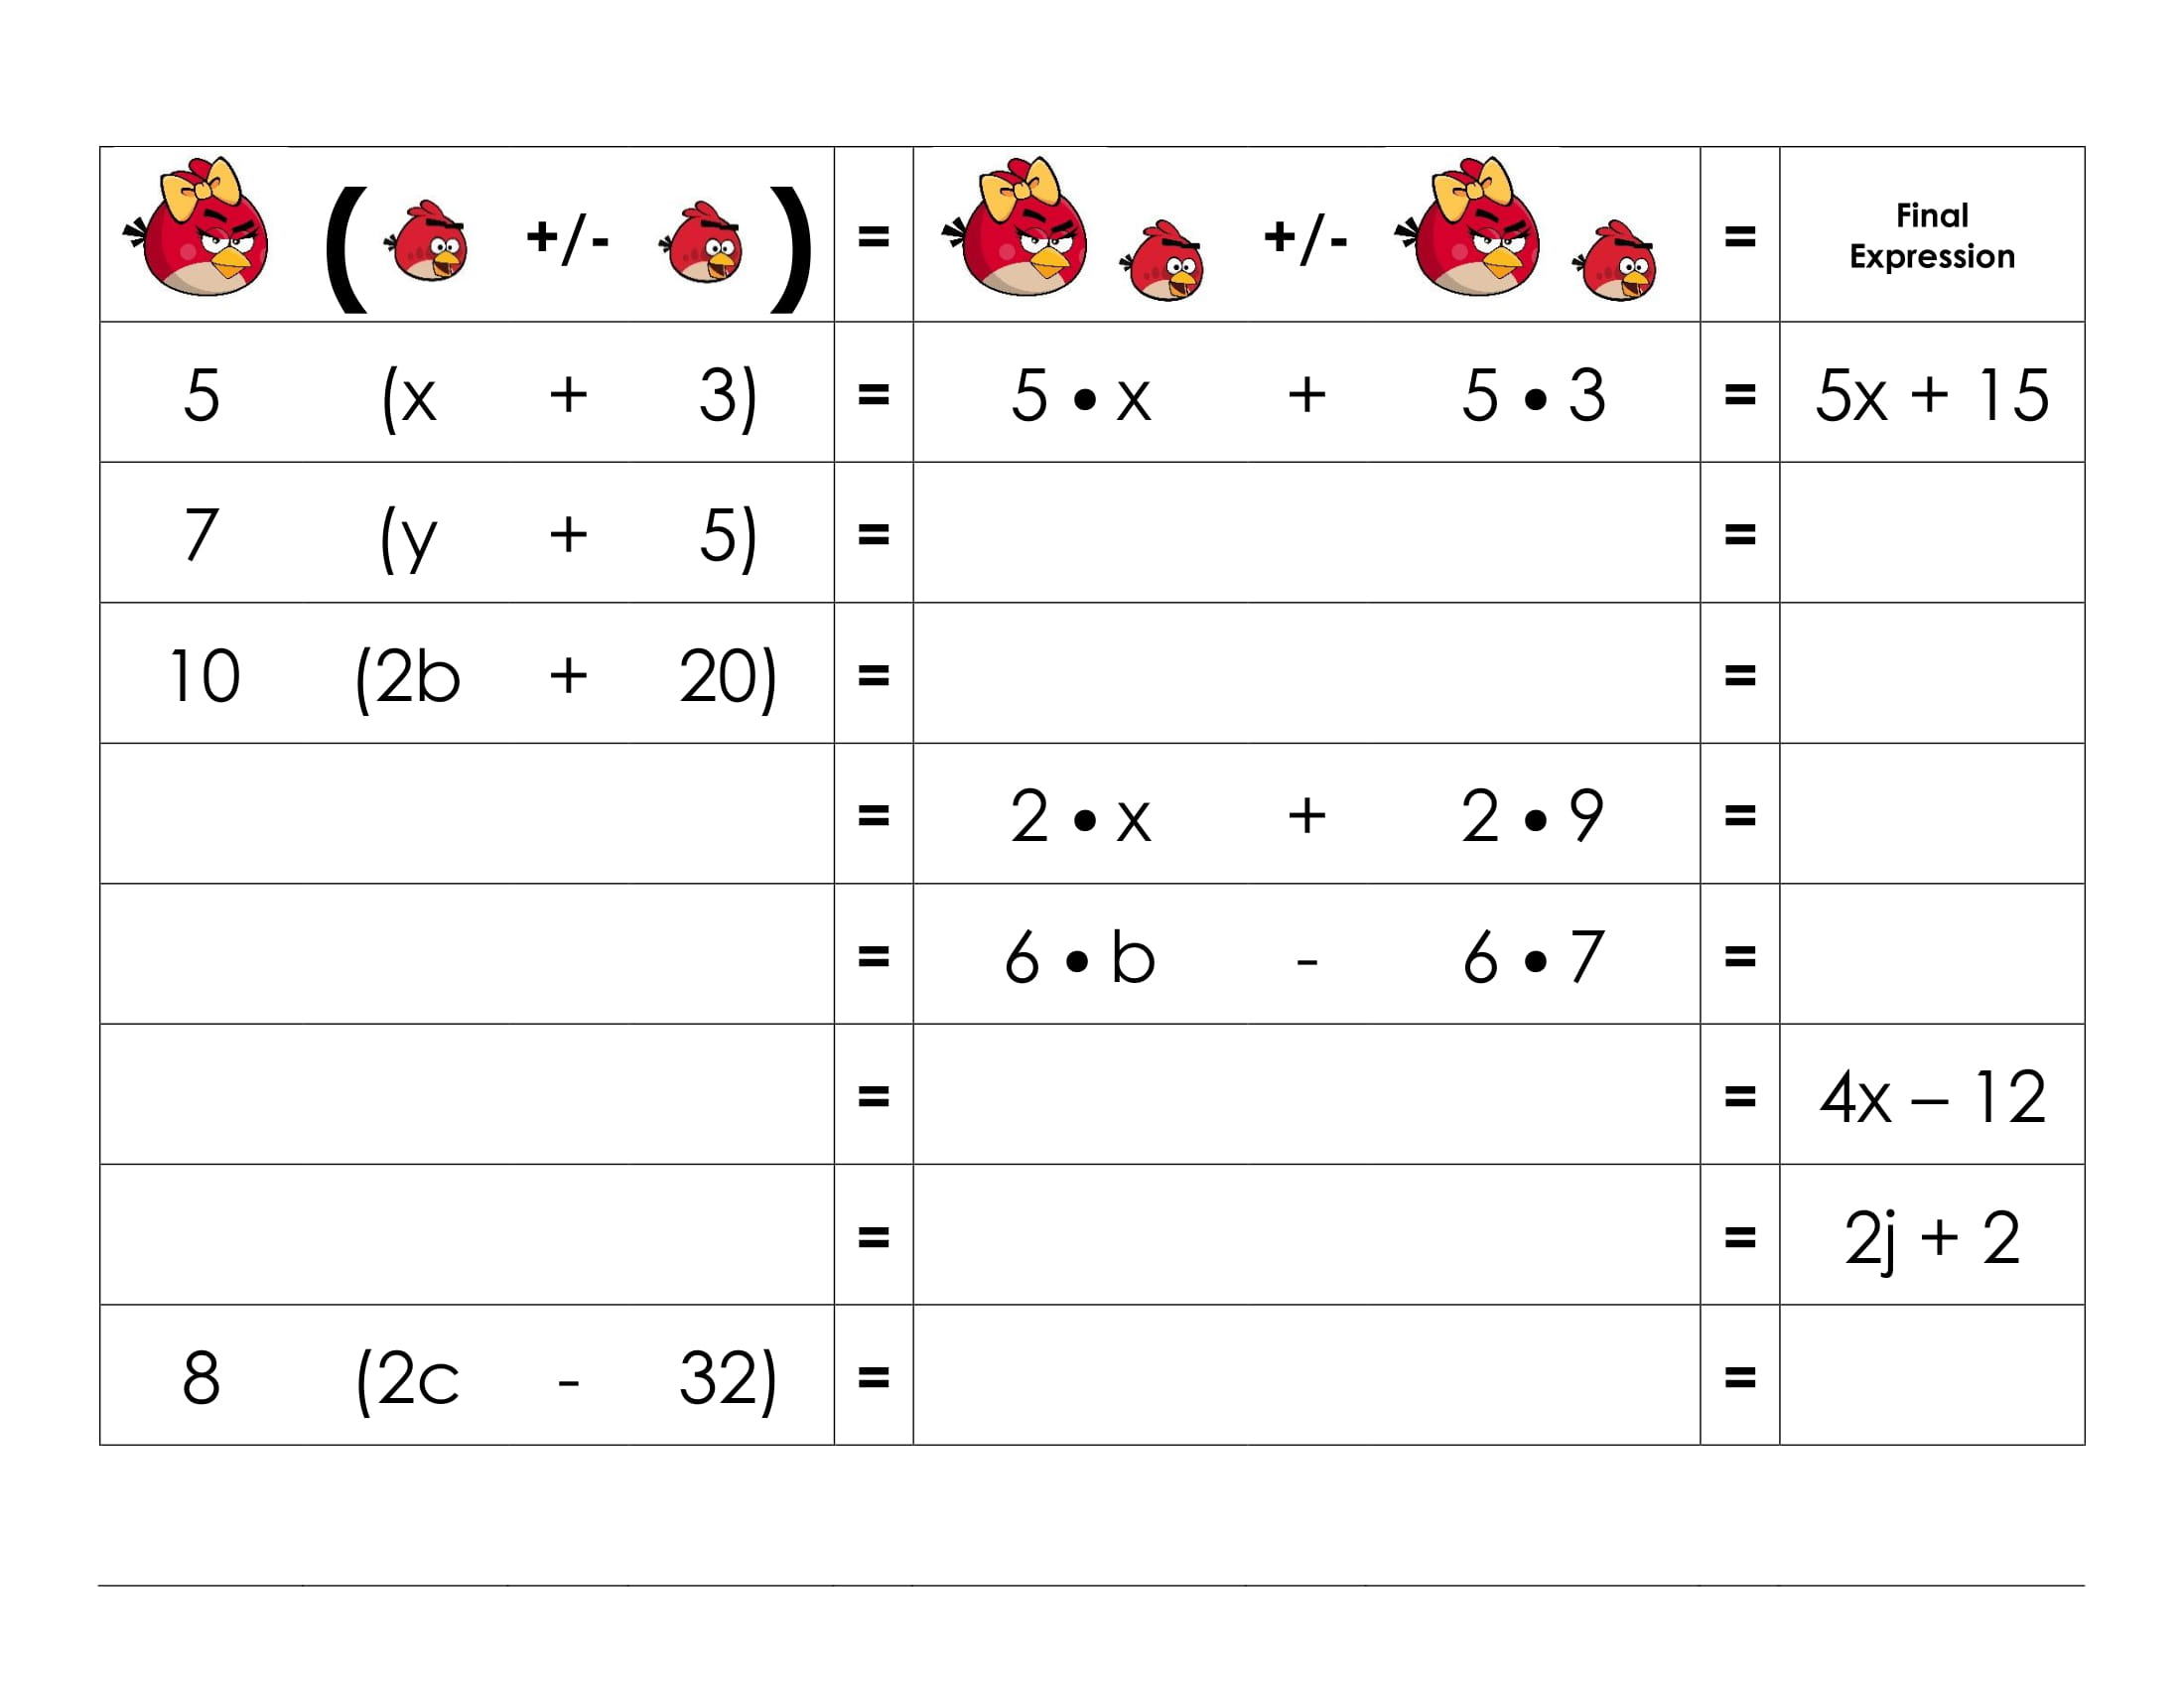 ( +/- ) = +/- = Final
Expression
5 (x + 3) = 5 • x + 5 • 3 = 5x + 15
7 (y + 5) = =
10 (2b + 20) = =
= 2 • x + 2 • 9 =
= 6 • b - 6 • 7 =
= = 4x – 12
= = 2j + 2
8 (2c - 32) = =